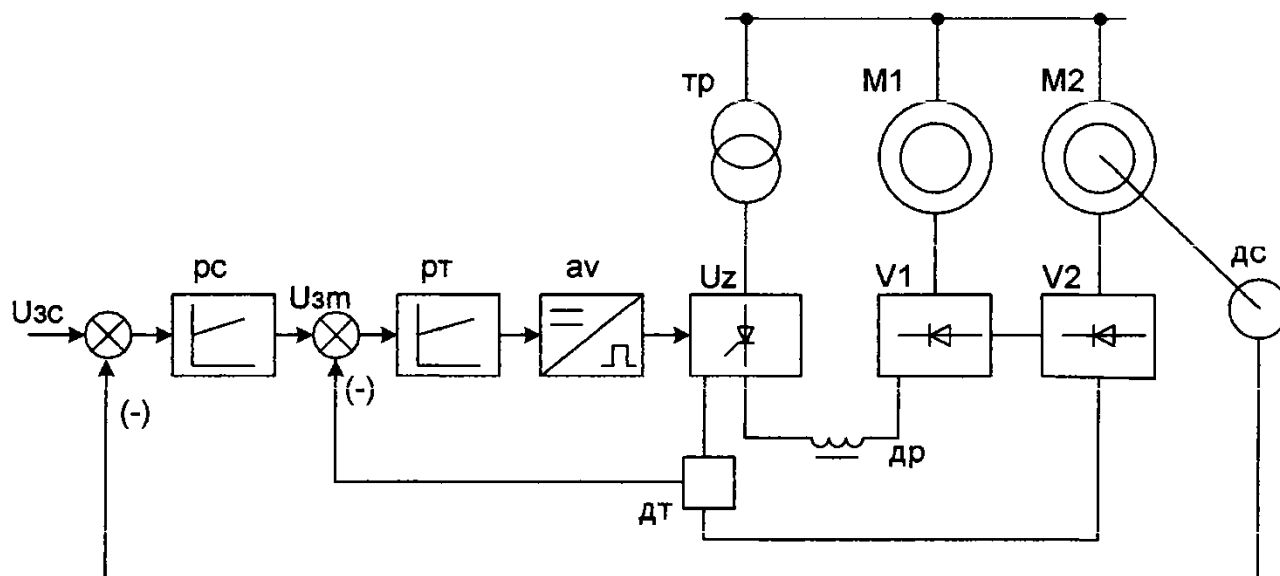 тр
М1
М2
рс
рт
av
Uz
V1
V2
дс
Uзс
Uзт
(-)
(-)
др
дт